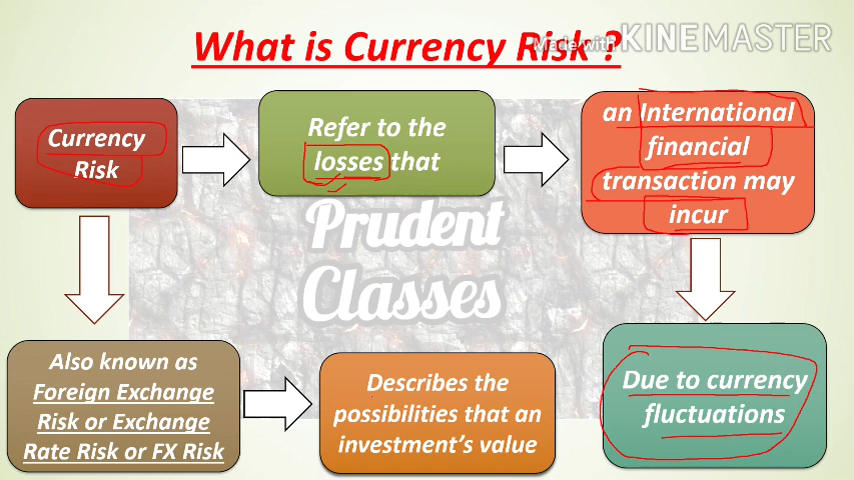 What is Currency Risk ?
Made with KINEMASTER
Currency
Risk
Refer to the
losses that
an International
financial
transaction may
incur
Prudent
Classes
Also known as
Foreign Exchange
Risk or Exchange
Rate Risk or FX Risk
Describes the
possibilities that an
investment's value
Due to currency
fluctuations